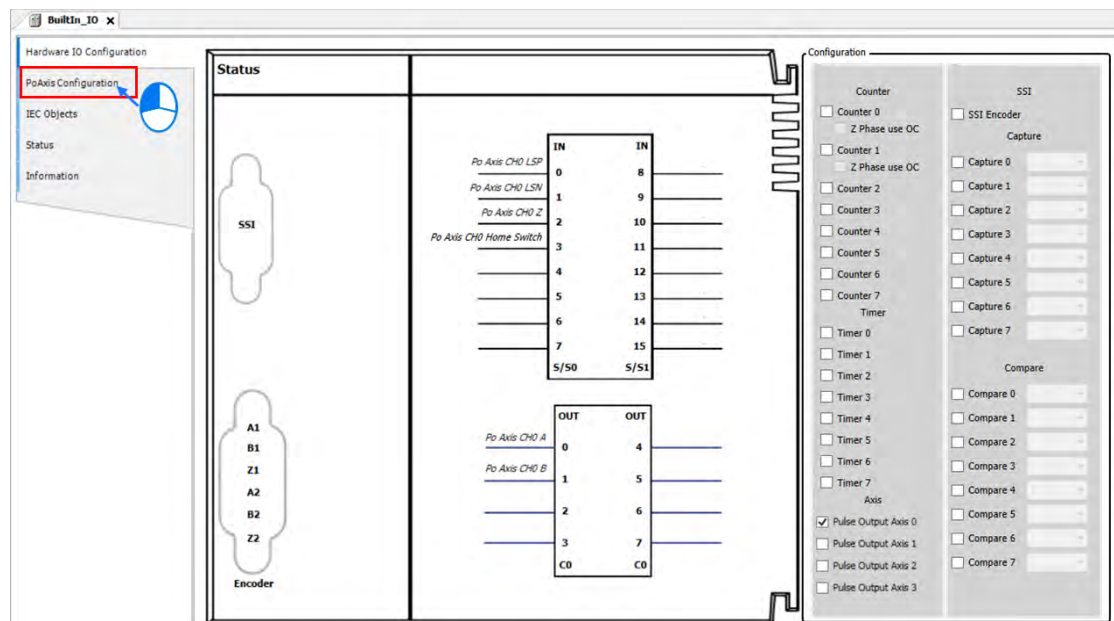 BuiltIn_IO
Hardware IO Configuration
PoAxis Configuration
IEC Objects
Status
Information
Status
SSI
A1
B1
Z1
A2
B2
Z2
Encoder
IN IN
Po Axis CH0 LSP 0 8
Po Axis CH0 LSN 1 9
Po Axis CH0 Z 2 10
Po Axis CH0 Home Switch 3 11
4 12
5 13
6 14
7 15
S/S0 S/S1
OUT OUT
Po Axis CH0 A 0 4
Po Axis CH0 B 1 5
2 6
3 7
C0 C0
Configuration
Counter
Counter 0
Z Phase use OC
Counter 1
Z Phase use OC
Counter 2
Counter 3
Counter 4
Counter 5
Counter 6
Counter 7
Timer
Timer 0
Timer 1
Timer 2
Timer 3
Timer 4
Timer 5
Timer 6
Timer 7
Axis
Pulse Output Axis 0
Pulse Output Axis 1
Pulse Output Axis 2
Pulse Output Axis 3
SSI
SSI Encoder
Capture
Capture 0
Capture 1
Capture 2
Capture 3
Capture 4
Capture 5
Capture 6
Capture 7
Compare
Compare 0
Compare 1
Compare 2
Compare 3
Compare 4
Compare 5
Compare 6
Compare 7